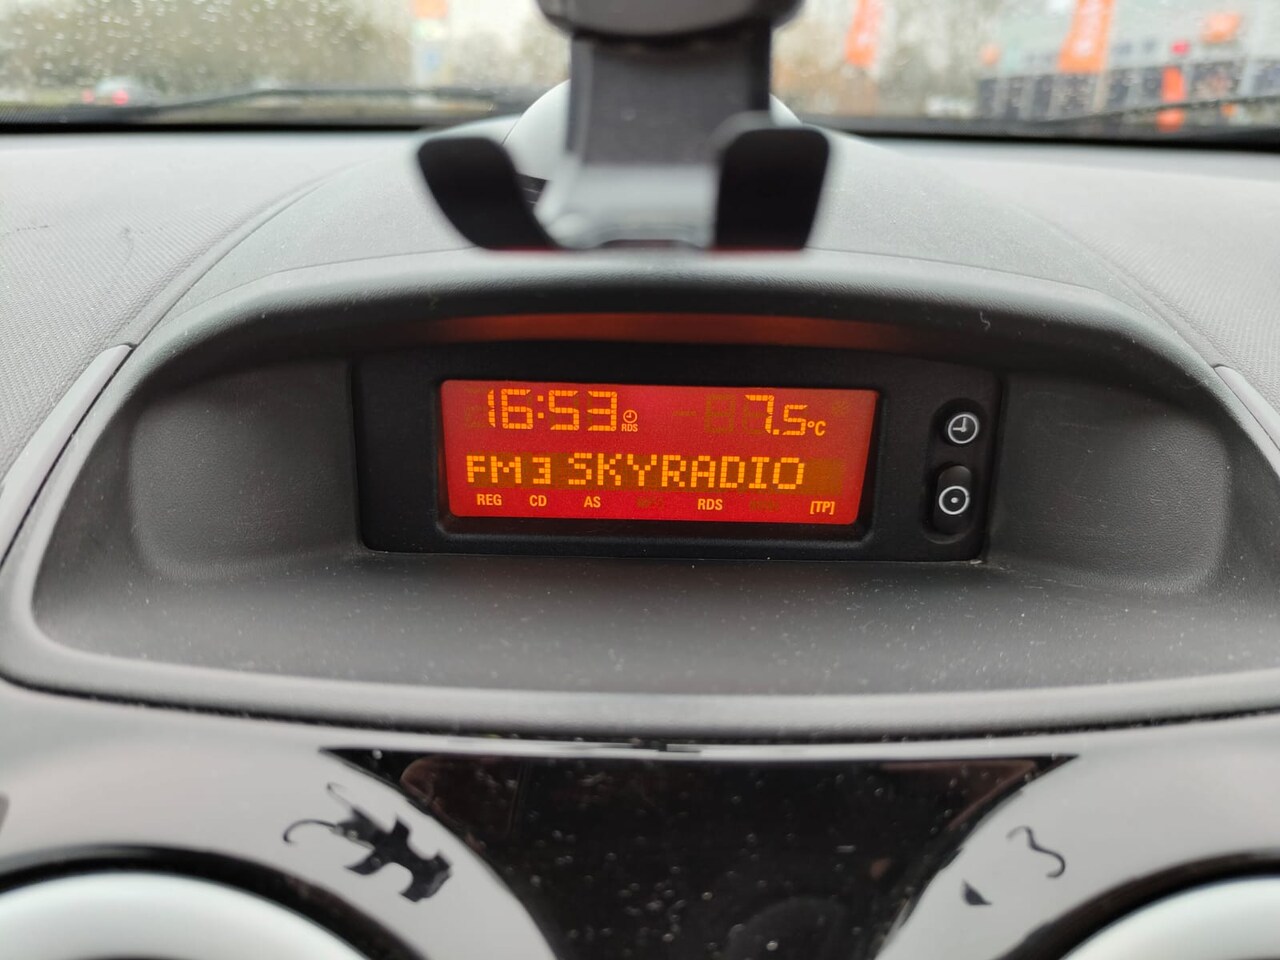 16:53 RDS 7.5°C
FM3 SKYRADIO
REG CD AS RDS [TP]